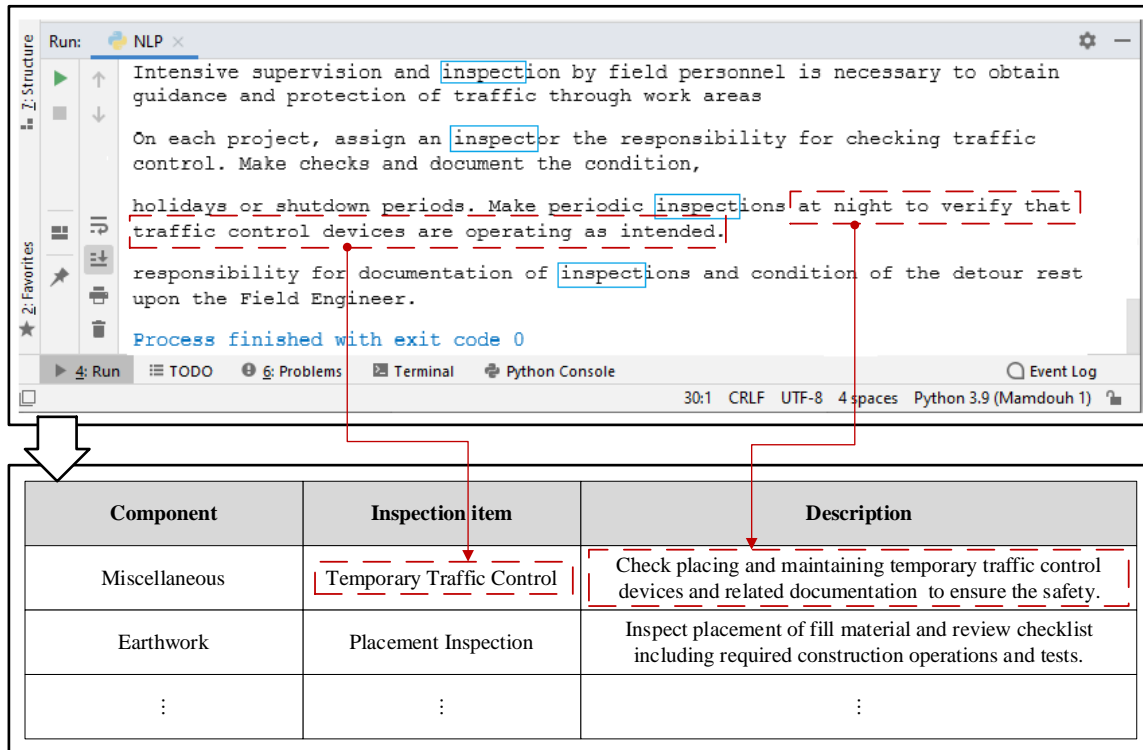 Run: NLP ×
7: Structure
Intensive supervision and inspection by field personnel is necessary to obtain
guidance and protection of traffic through work areas
On each project, assign an inspector the responsibility for checking traffic
control. Make checks and document the condition,
holidays or shutdown periods. Make periodic inspections at night to verify that
traffic control devices are operating as intended.
responsibility for documentation of inspections and condition of the detour rest
upon the Field Engineer.
2: Favorites
Process finished with exit code 0
4: Run TODO 6: Problems Terminal Python Console Event Log
30:1 CRLF UTF-8 4 spaces Python 3.9 (Mamdouh 1)
Component Inspection item Description
Miscellaneous Temporary Traffic Control Check placing and maintaining temporary traffic control
devices and related documentation to ensure the safety.
Earthwork Placement Inspection Inspect placement of fill material and review checklist
including required construction operations and tests.
⋮ ⋮ ⋮